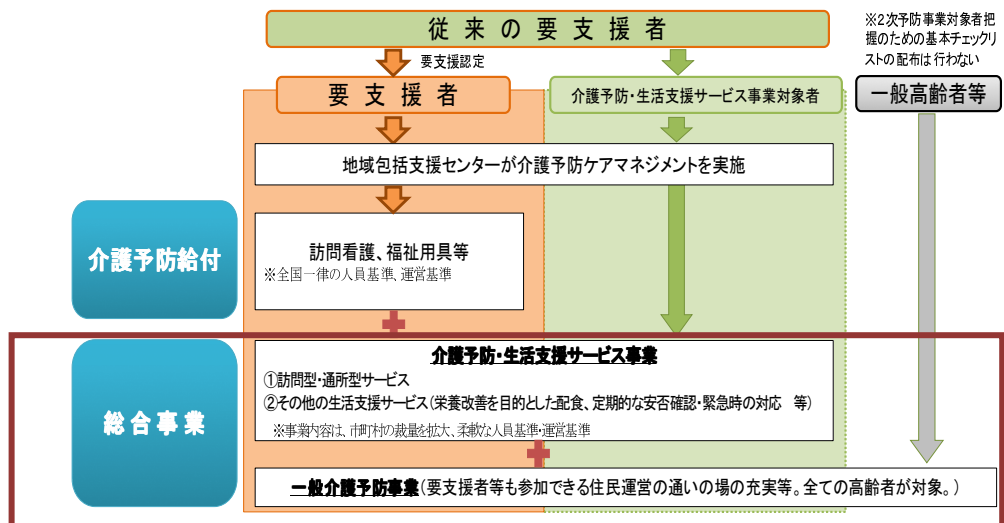 従来の要支援者
※2次予防事業対象者把
握のための基本チェックリ
ストの配布は行わない
要支援認定
要支援者
介護予防・生活支援サービス事業対象者
一般高齢者等
地域包括支援センターが介護予防ケアマネジメントを実施
介護予防給付
訪問看護、福祉用具等
※全国一律の人員基準、運営基準
総合事業
介護予防・生活支援サービス事業
①訪問型・通所型サービス
②その他の生活支援サービス(栄養改善を目的とした配食、定期的な安否確認・緊急時の対応　等)
※事業内容は、市町村の裁量を拡大、柔軟な人員基準・運営基準
一般介護予防事業(要支援者等も参加できる住民運営の通いの場の充実等。全ての高齢者が対象。)